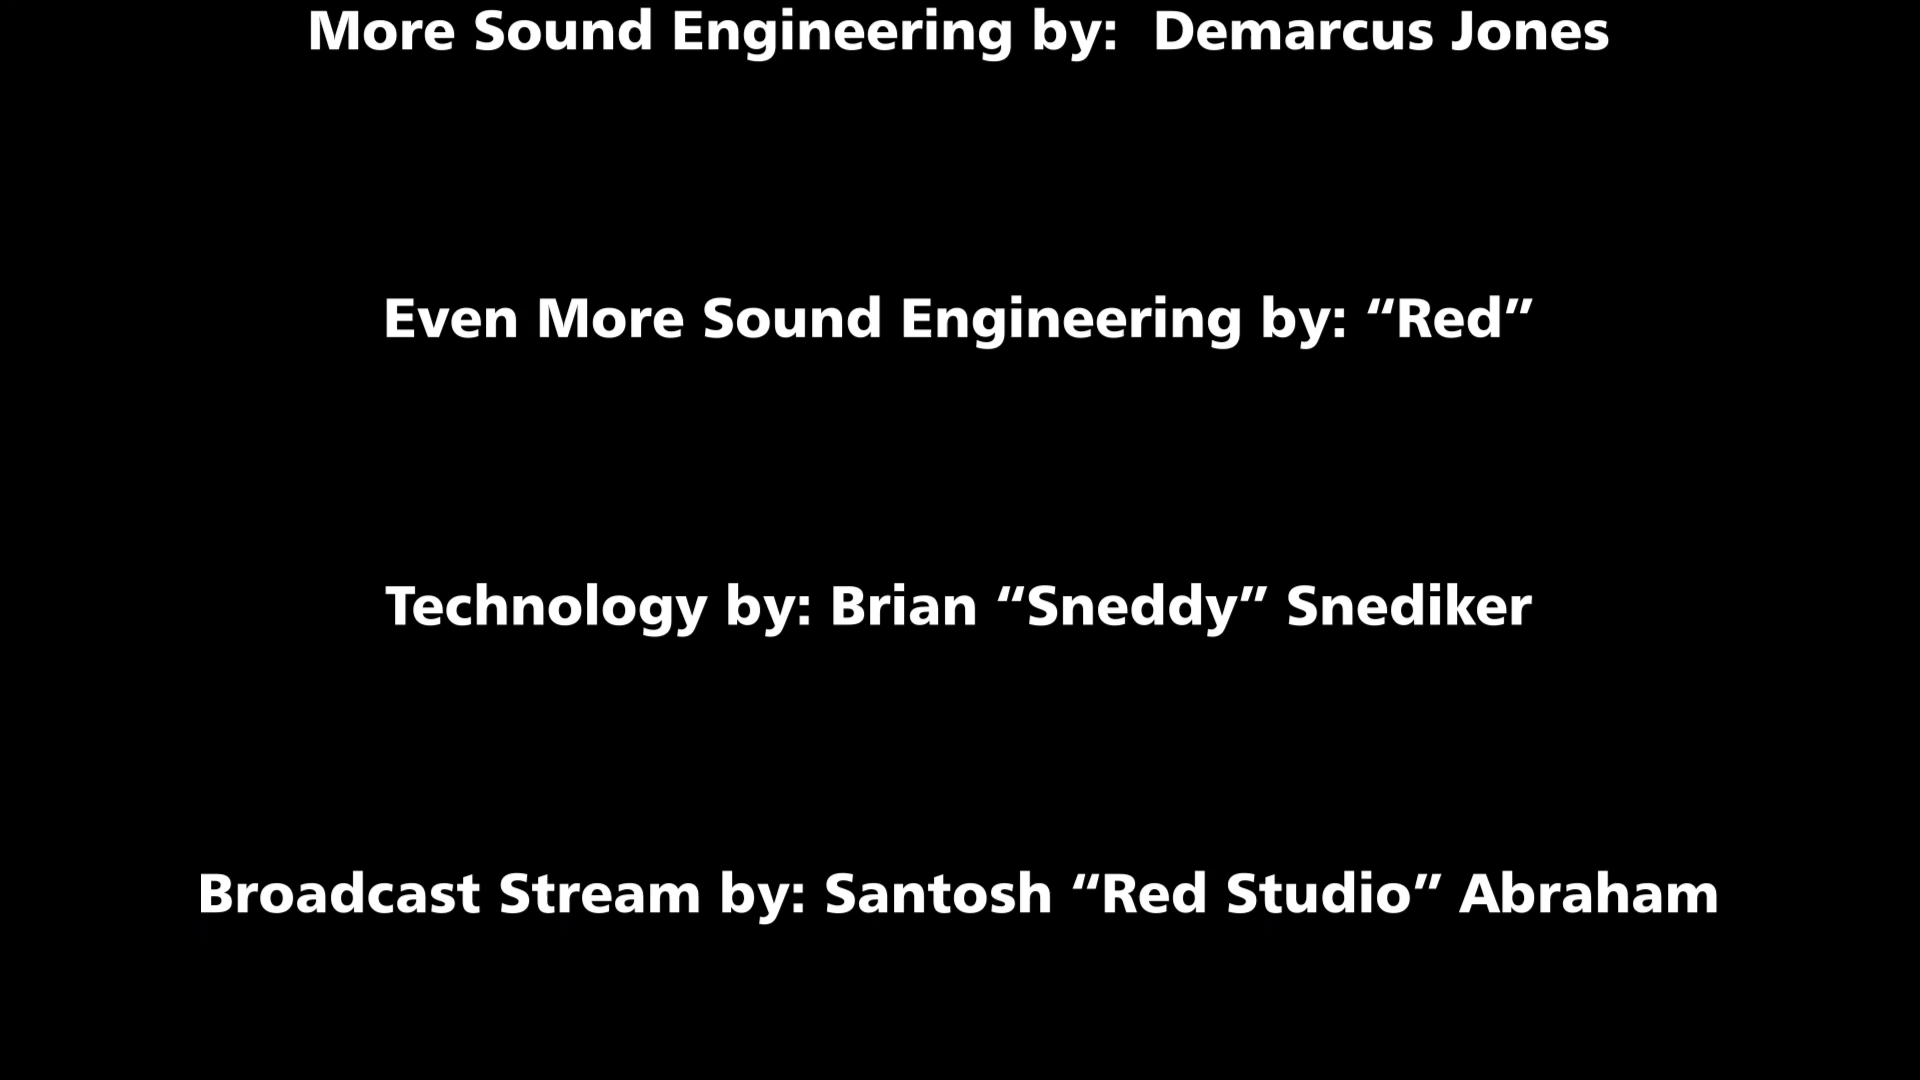 More Sound Engineering by:  Demarcus Jones
Even More Sound Engineering by: “Red”
Technology by: Brian “Sneddy” Snediker
Broadcast Stream by: Santosh “Red Studio” Abraham